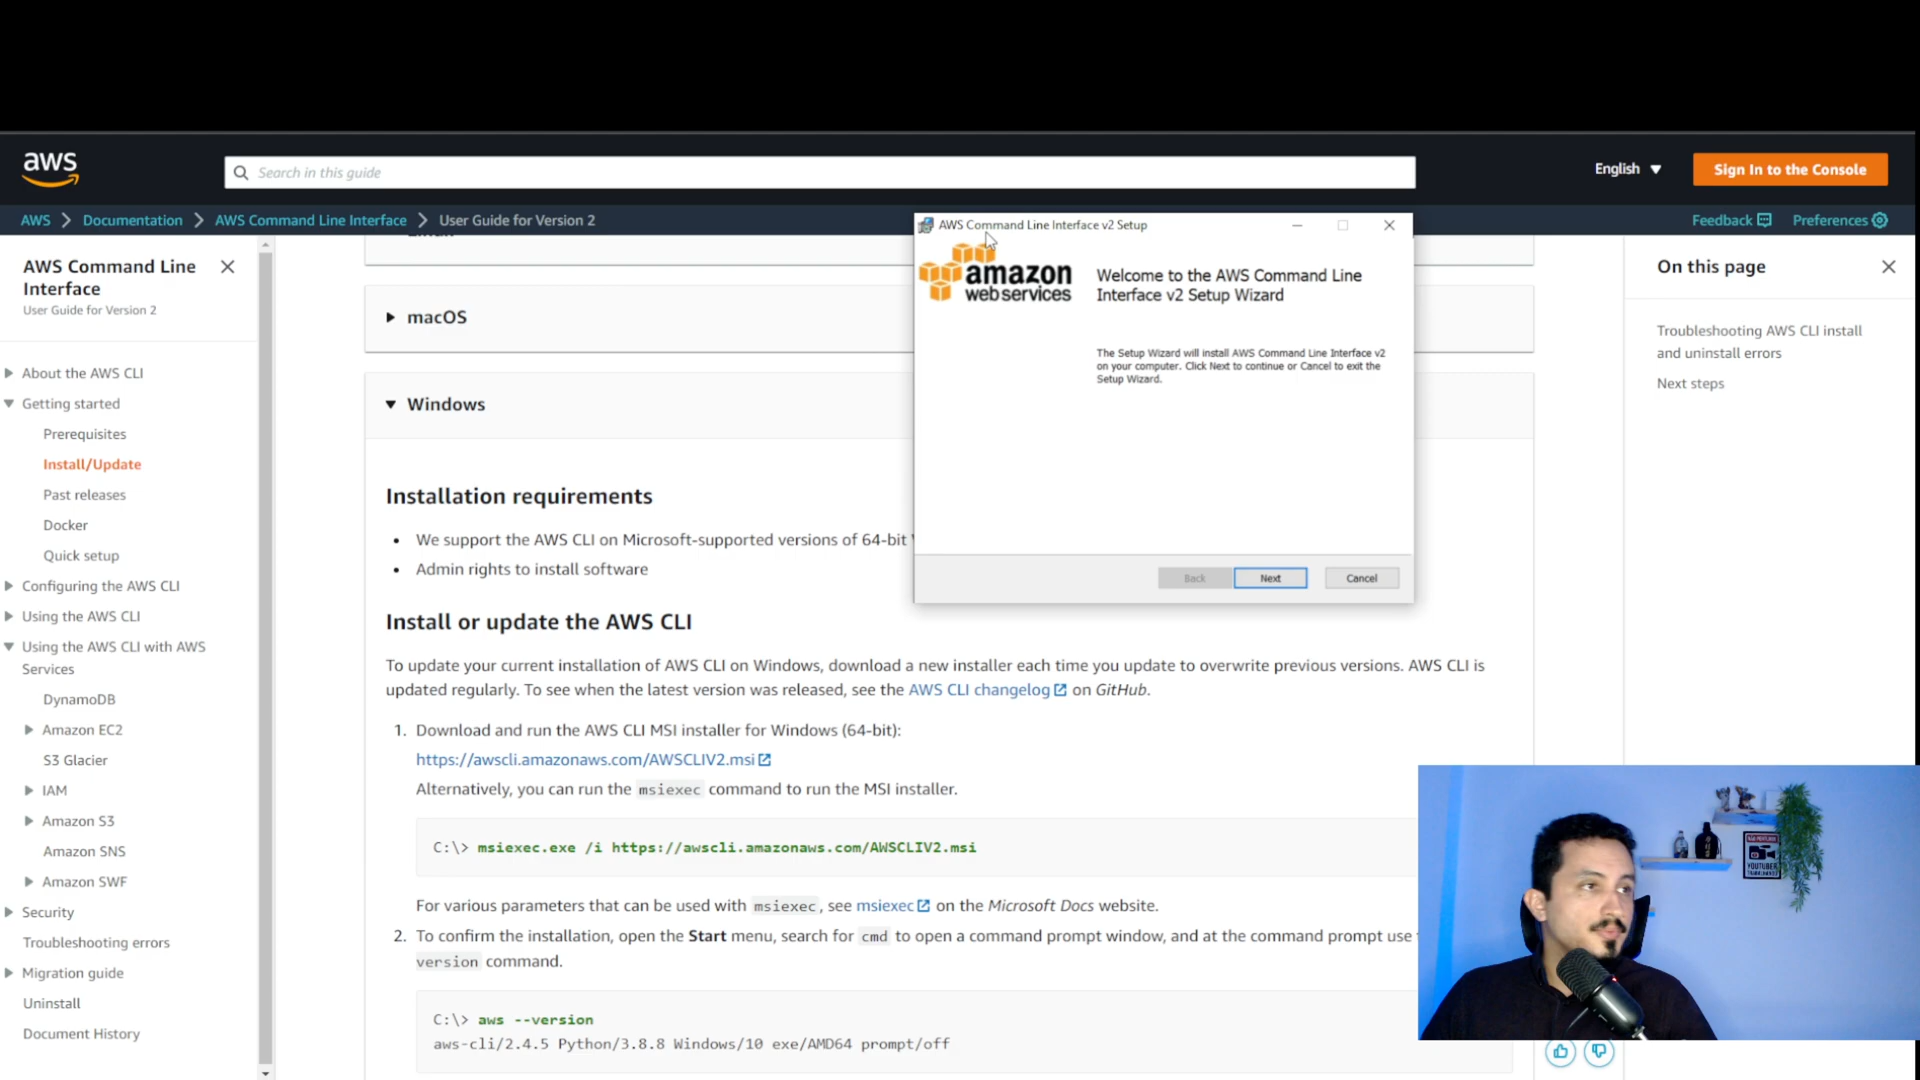 aws
Search in this guide
English
Sign In to the Console
AWS > Documentation > AWS Command Line Interface > User Guide for Version 2
Feedback
Preferences
AWS Command Line
Interface
User Guide for Version 2
About the AWS CLI
Getting started
Prerequisites
Install/Update
Past releases
Docker
Quick setup
Configuring the AWS CLI
Using the AWS CLI
Using the AWS CLI with AWS
Services
DynamoDB
Amazon EC2
S3 Glacier
IAM
Amazon S3
Amazon SNS
Amazon SWF
Security
Troubleshooting errors
Migration guide
Uninstall
Document History
macOS
Windows
Installation requirements
• We support the AWS CLI on Microsoft-supported versions of 64-bit
• Admin rights to install software
Install or update the AWS CLI
To update your current installation of AWS CLI on Windows, download a new installer each time you update to overwrite previous versions. AWS CLI is
updated regularly. To see when the latest version was released, see the AWS CLI changelog on GitHub.
1. Download and run the AWS CLI MSI installer for Windows (64-bit):
https://awscli.amazonaws.com/AWSCLIV2.msi
Alternatively, you can run the msiexec command to run the MSI installer.
C:\> msiexec.exe /i https://awscli.amazonaws.com/AWSCLIV2.msi
For various parameters that can be used with msiexec, see msiexec on the Microsoft Docs website.
2. To confirm the installation, open the Start menu, search for cmd to open a command prompt window, and at the command prompt use
version command.
C:\> aws --version
aws-cli/2.4.5 Python/3.8.8 Windows/10 exe/AMD64 prompt/off
AWS Command Line Interface v2 Setup
amazon
webservices
Welcome to the AWS Command Line
Interface v2 Setup Wizard
The Setup Wizard will install AWS Command Line Interface v2
on your computer. Click Next to continue or Cancel to exit the
Setup Wizard.
Back
Next
Cancel
On this page
Troubleshooting AWS CLI install
and uninstall errors
Next steps
YOUTUBER